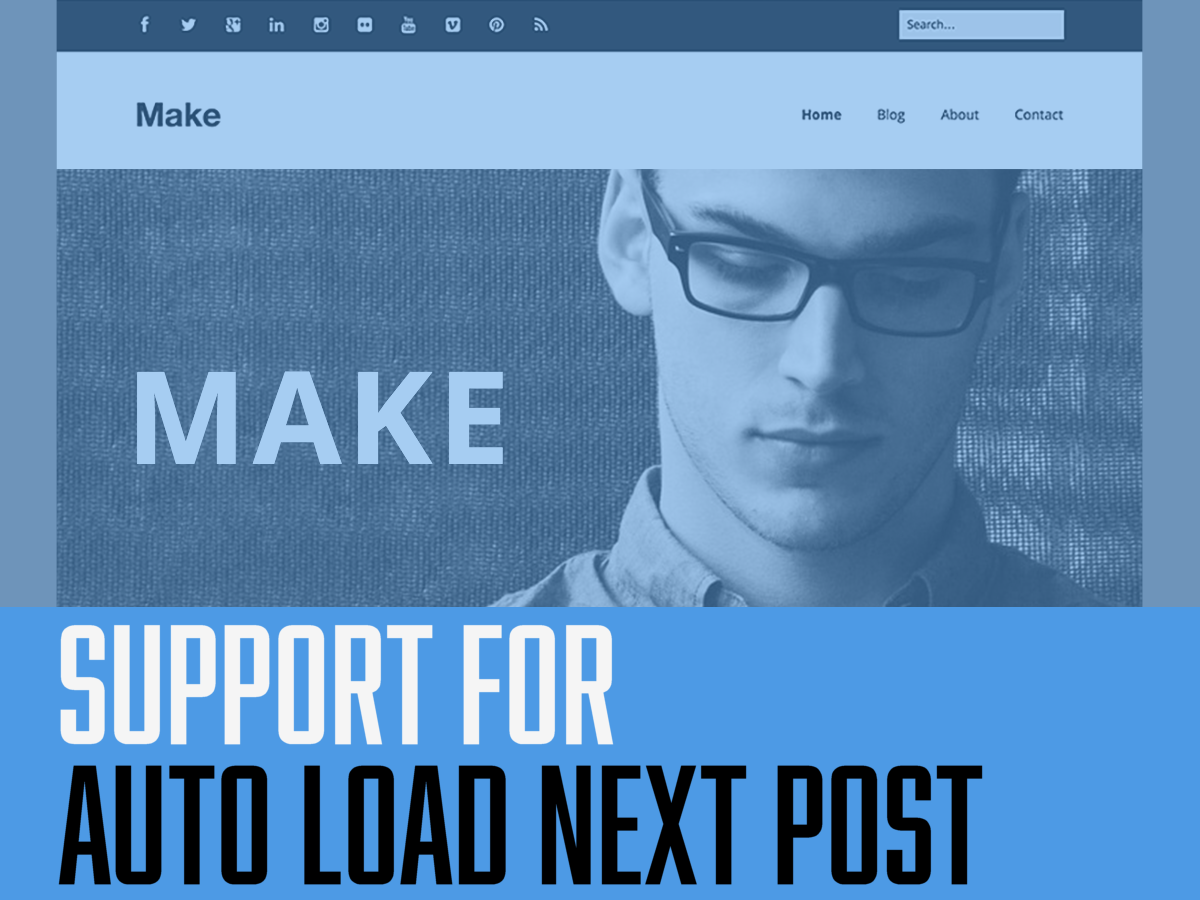 Search...
Make
Home Blog About Contact
MAKE
SUPPORT FOR
AUTO LOAD NEXT POST